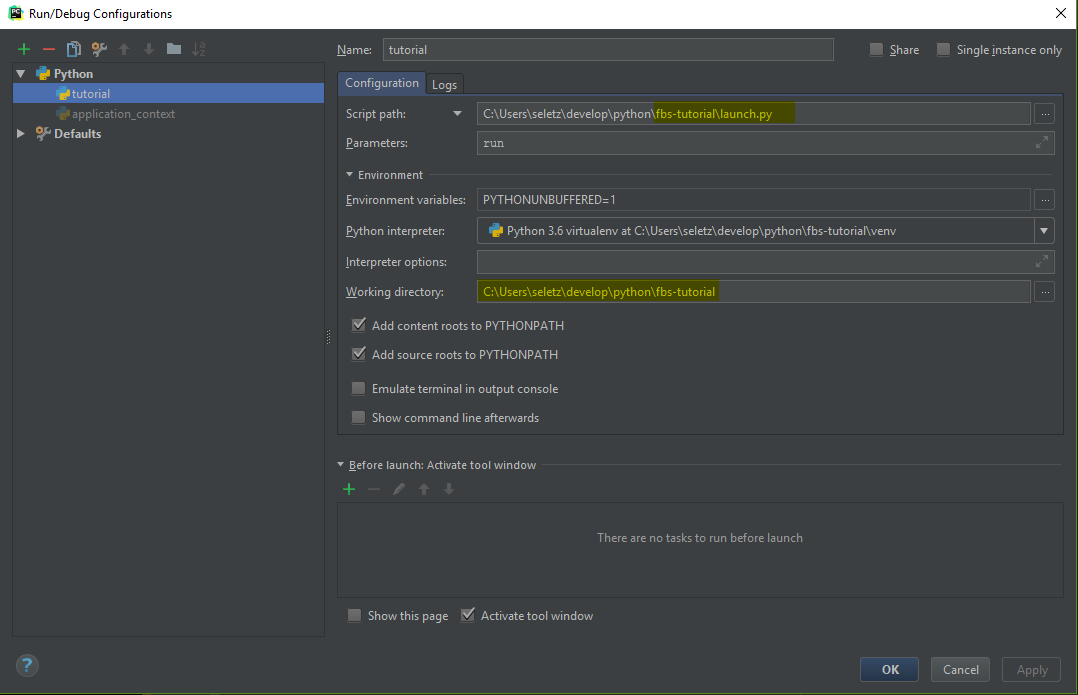 Run/Debug Configurations
Name: tutorial Share Single instance only
Python
tutorial
application_context
Defaults
Configuration Logs
Script path: C:\Users\seletz\develop\python\fbs-tutorial\launch.py ...
Parameters: run
Environment
Environment variables: PYTHONUNBUFFERED=1 ...
Python interpreter: Python 3.6 virtualenv at C:\Users\seletz\develop\python\fbs-tutorial\venv
Interpreter options:
Working directory: C:\Users\seletz\develop\python\fbs-tutorial ...
Add content roots to PYTHONPATH
Add source roots to PYTHONPATH
Emulate terminal in output console
Show command line afterwards
Before launch: Activate tool window
There are no tasks to run before launch
Show this page Activate tool window
? OK Cancel Apply